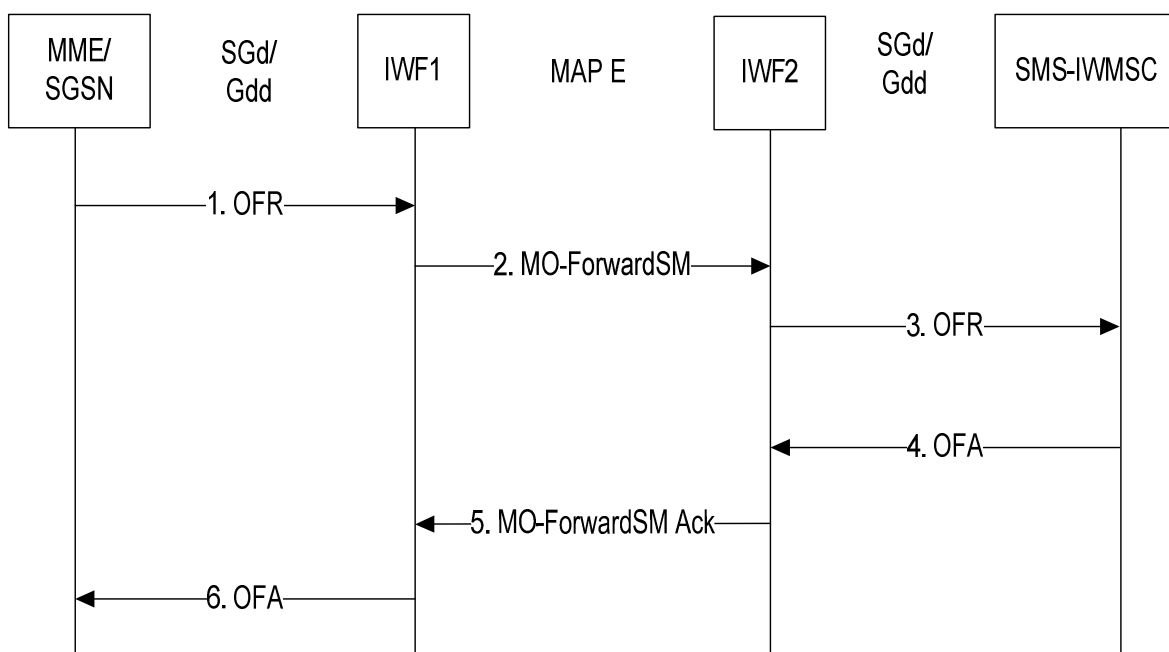 MME/
SGSN
SGd/
Gdd
IWF1
MAP E
IWF2
SGd/
Gdd
SMS-IWMSC
1. OFR
2. MO-ForwardSM
3. OFR
4. OFA
5. MO-ForwardSM Ack
6. OFA